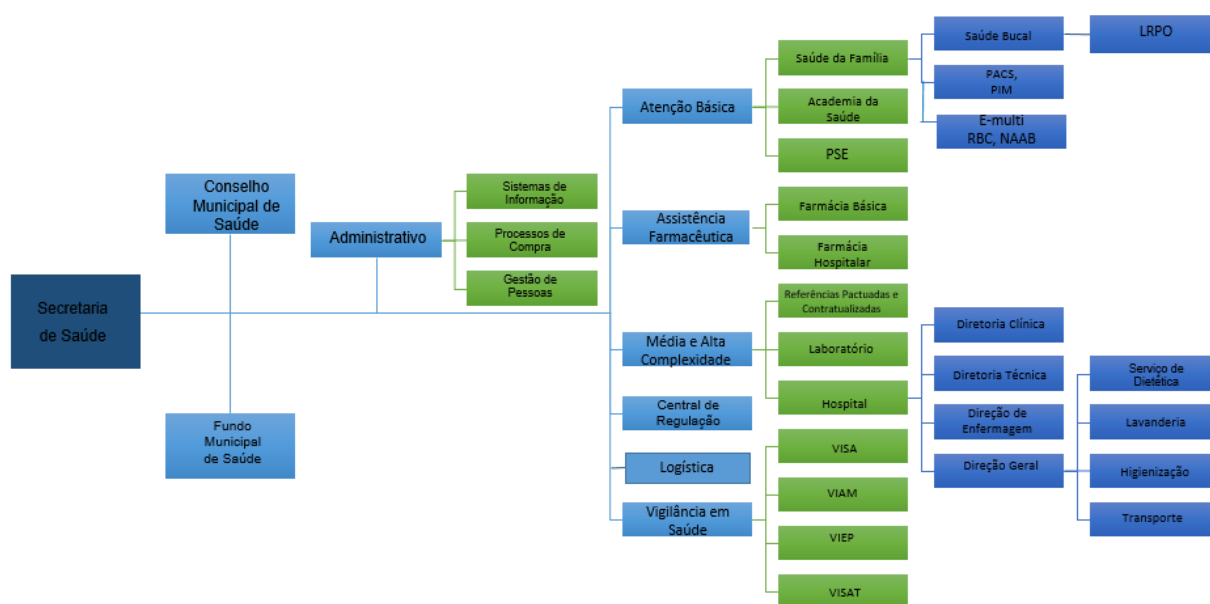 Secretaria
de Saúde
Conselho
Municipal de
Saúde
Fundo
Municipal
de Saúde
Administrativo
Sistemas de
Informação
Processos de
Compra
Gestão de
Pessoas
Atenção Básica
Saúde da Família
Saúde Bucal
LRPO
PACS,
PIM
E-multi
RBC, NAAB
Academia da
Saúde
PSE
Assistência
Farmacêutica
Farmácia Básica
Farmácia
Hospitalar
Média e Alta
Complexidade
Referências Pactuadas e
Contratualizadas
Laboratório
Hospital
Diretoria Clínica
Diretoria Técnica
Direção de
Enfermagem
Direção Geral
Serviço de
Dietética
Lavanderia
Higienização
Transporte
Central de
Regulação
Logística
Vigilância em
Saúde
VISA
VIAM
VIEP
VISAT